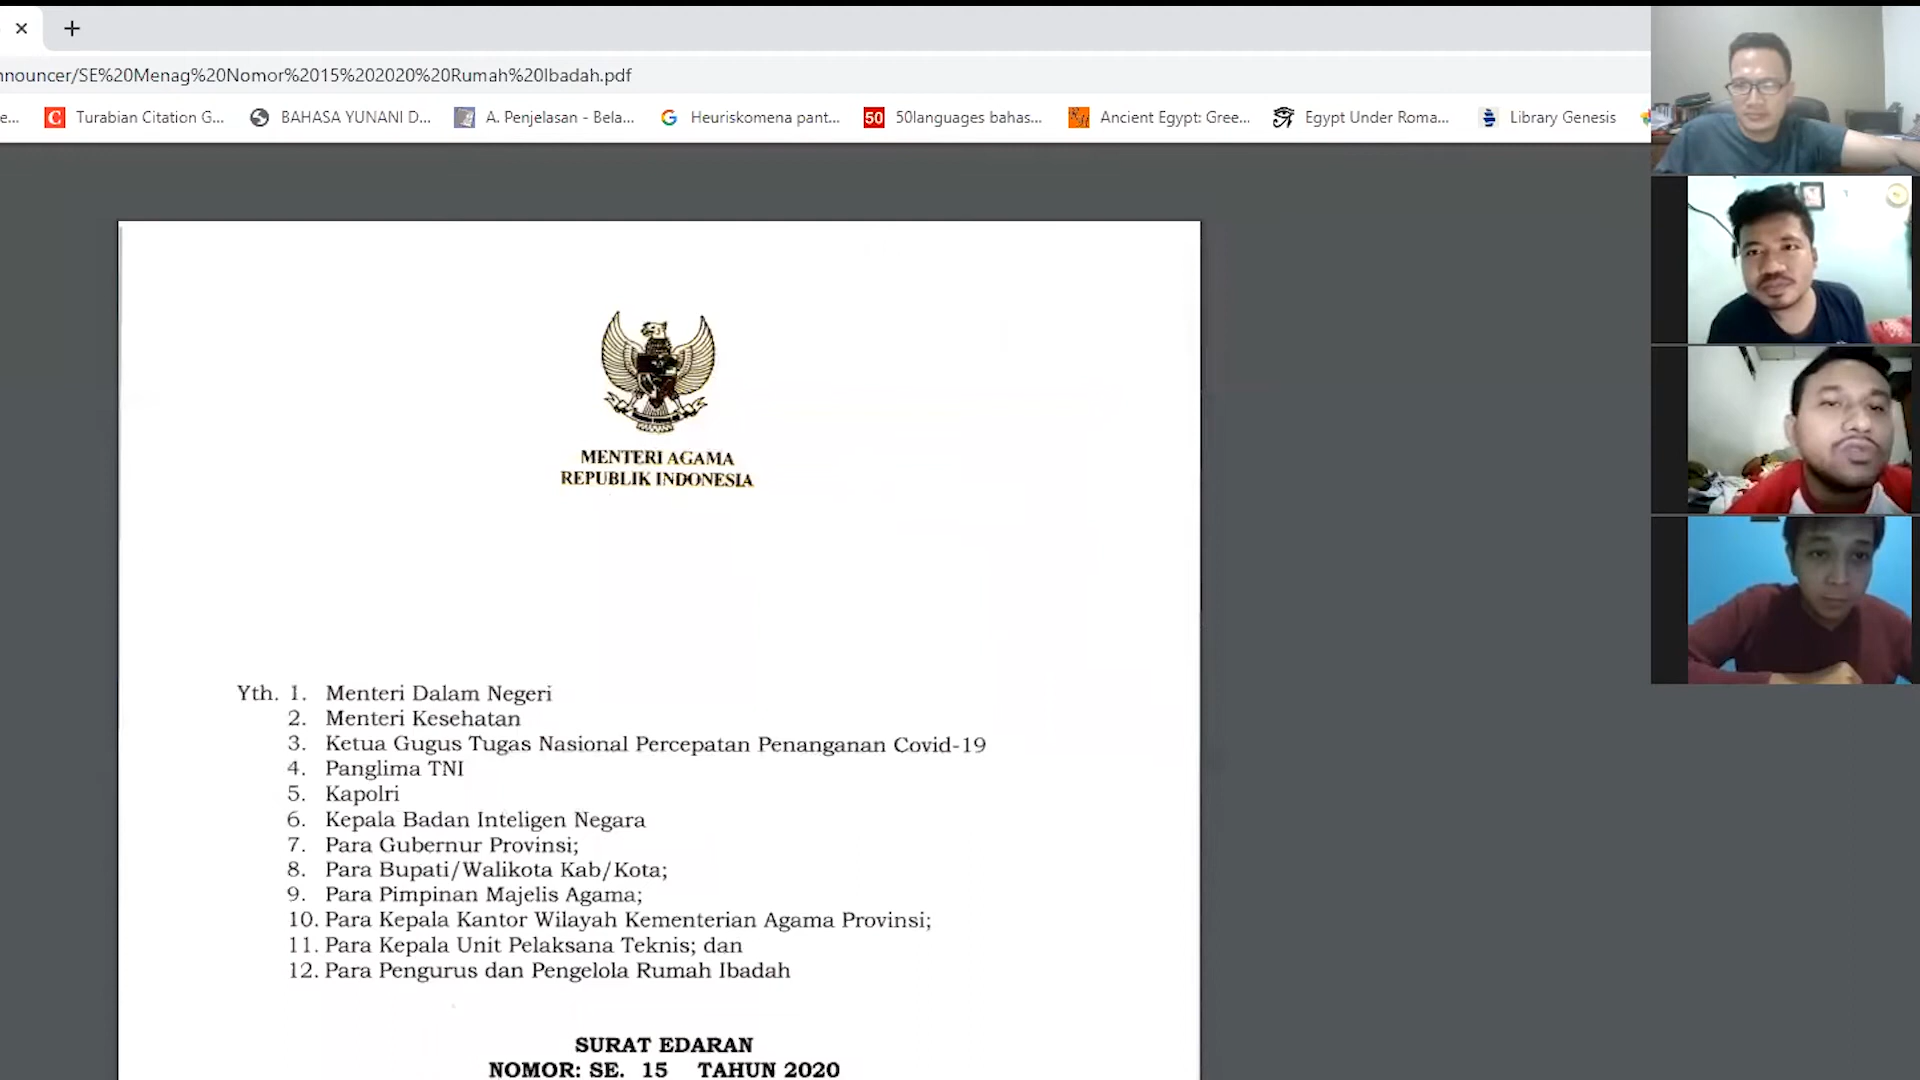 nnouncer/SE%20Menag%20Nomor%2015%202020%20Rumah%20Ibadah.pdf
e... Turabian Citation G... BAHASA YUNANI D... A. Penjelasan - Bela... Heuriskomena pant... 50 50languages bahas... Ancient Egypt: Gree... Egypt Under Roma... Library Genesis
MENTERI AGAMA
REPUBLIK INDONESIA
Yth. 1. Menteri Dalam Negeri
2. Menteri Kesehatan
3. Ketua Gugus Tugas Nasional Percepatan Penanganan Covid-19
4. Panglima TNI
5. Kapolri
6. Kepala Badan Inteligen Negara
7. Para Gubernur Provinsi;
8. Para Bupati/Walikota Kab/Kota;
9. Para Pimpinan Majelis Agama;
10. Para Kepala Kantor Wilayah Kementerian Agama Provinsi;
11. Para Kepala Unit Pelaksana Teknis; dan
12. Para Pengurus dan Pengelola Rumah Ibadah
SURAT EDARAN
NOMOR: SE. 15 TAHUN 2020